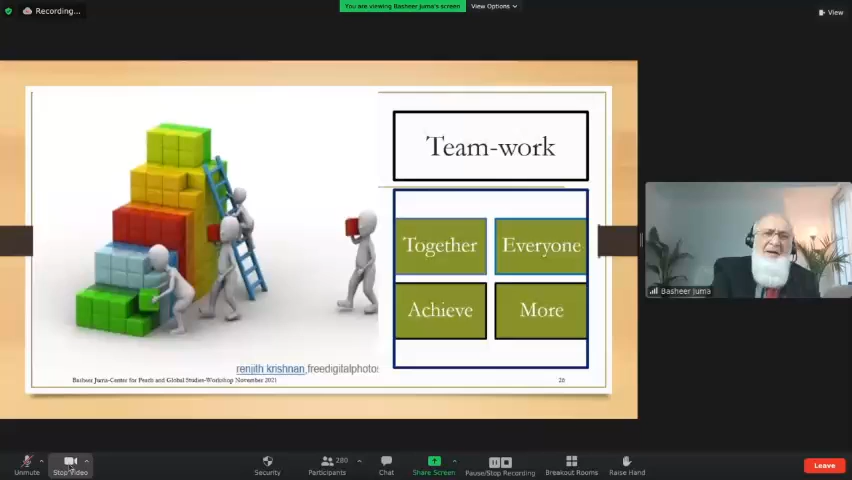 Recording...
You are viewing Basheer Juma's screen
View Options
View
Team-work
Together
Everyone
Achieve
More
renjith krishnan,freedigitalphotos
Basheer Juma-Center for Peach and Global Studies-Workshop November 2021
28
Basheer Juma
Unmute
Stop Video
Security
280
Participants
Chat
Share Screen
Pause/Stop Recording
Breakout Rooms
Raise Hand
Leave